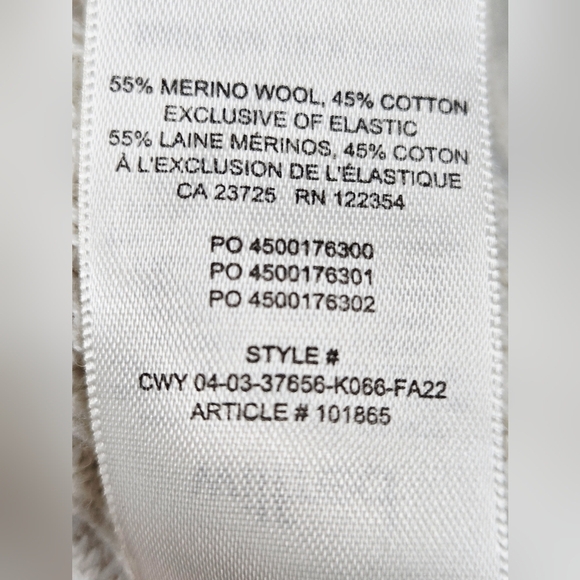 55% MERINO WOOL, 45% COTTON
EXCLUSIVE OF ELASTIC
55% LAINE MÉRINOS, 45% COTON
À L'EXCLUSION DE L'ÉLASTIQUE
CA 23725 RN 122354
PO 4500176300
PO 4500176301
PO 4500176302
STYLE #
CWY 04-03-37656-K066-FA22
ARTICLE # 101865